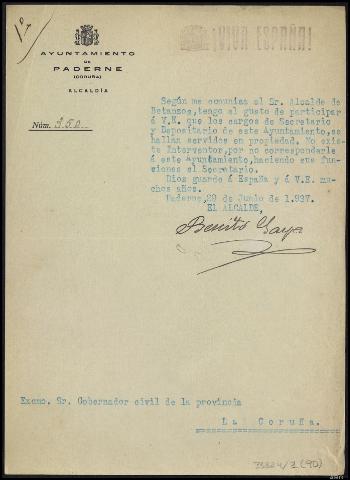 ¡VIVA ESPAÑA!
AYUNTAMIENTO
DE
PADERNE
(CORUÑA)
ALCALDÍA
Núm. 350
Según me comunica el Sr. Alcalde de
Betanzos, tengo el gusto de participar
á V.E. que los cargos de Secretario
y Depositario de este Ayuntamiento, se
hallan servidos en propiedad. No exis
te Interventor, por no corresponderle
á este Ayuntamiento, haciendo sus fun-
ciones el Secretario.
Dios guarde á España y á V.E. mu-
chos años.
Paderne, 29 de Junio de 1.937.
EL ALCALDE,
Benito
Excmo. Sr. Gobernador civil de la provincia
La Coruña.
33824/1 (90)